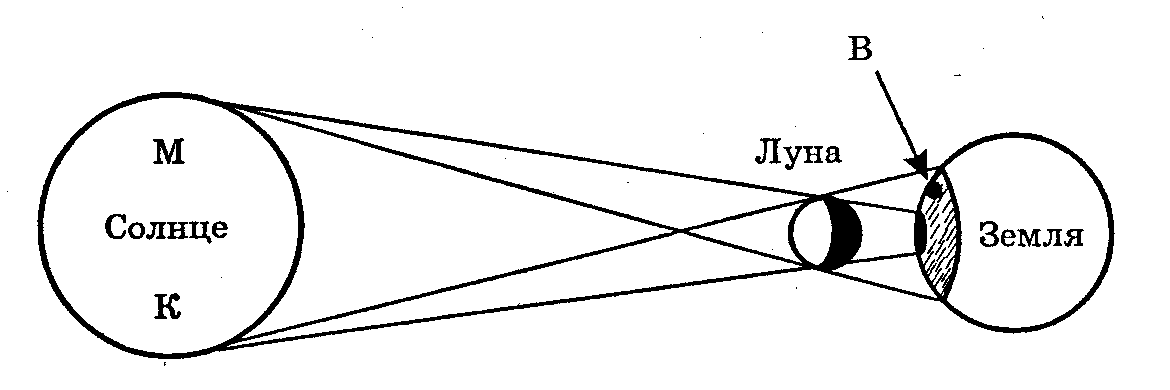 В
М
Луна
Солнце
Земля
К